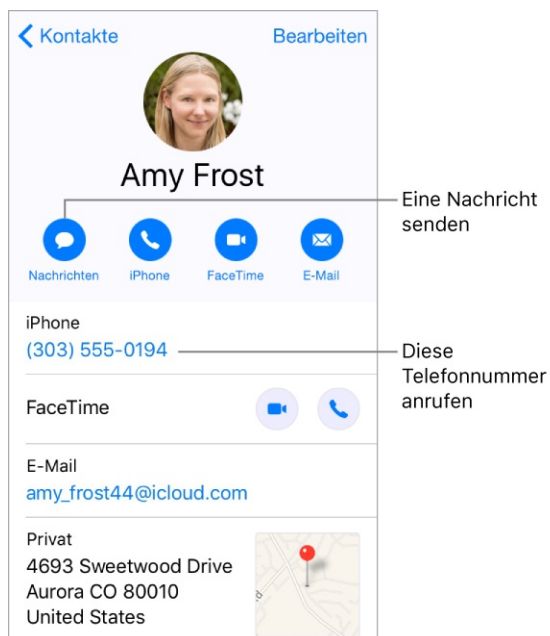 Kontakte
Bearbeiten
Amy Frost
Nachrichten
iPhone
FaceTime
E-Mail
Eine Nachricht
senden
iPhone
(303) 555-0194
Diese
Telefonnummer
anrufen
FaceTime
E-Mail
amy_frost44@icloud.com
Privat
4693 Sweetwood Drive
Aurora CO 80010
United States